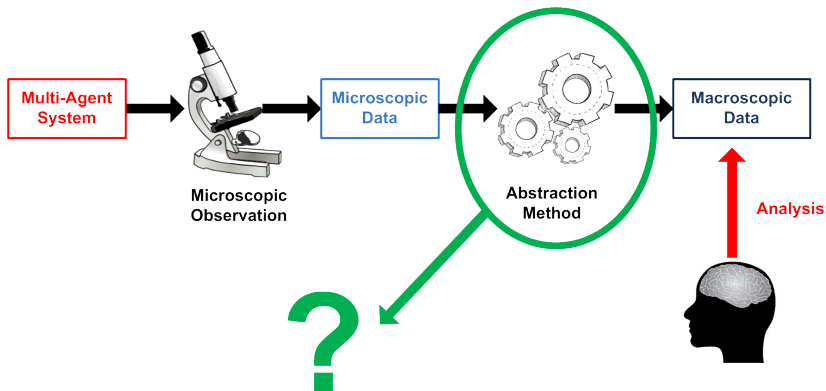 Multi-Agent
System
Microscopic
Observation
Microscopic
Data
Abstraction
Method
Macroscopic
Data
Analysis
?